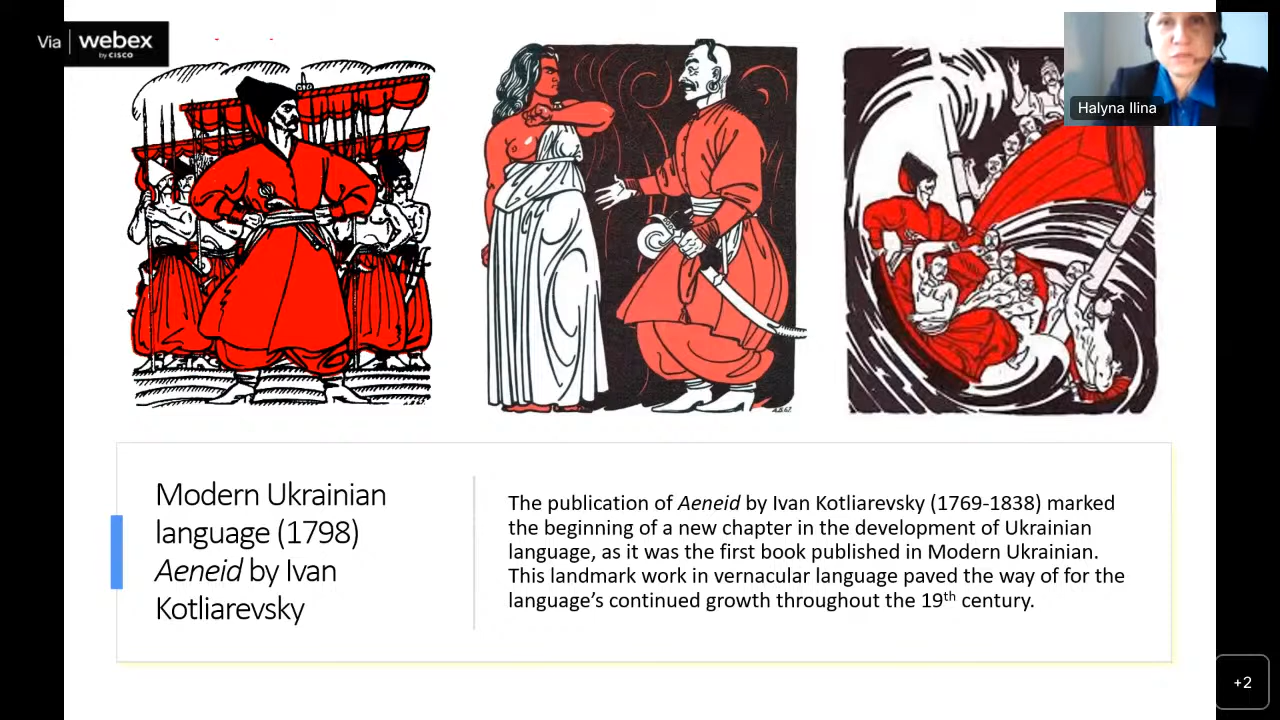 Via webex
by CISCO
Halyna Ilina
A.Б.67.
Modern Ukrainian
language (1798)
Aeneid by Ivan
Kotliarevsky
The publication of Aeneid by Ivan Kotliarevsky (1769-1838) marked
the beginning of a new chapter in the development of Ukrainian
language, as it was the first book published in Modern Ukrainian.
This landmark work in vernacular language paved the way of for the
language's continued growth throughout the 19th century.
+2